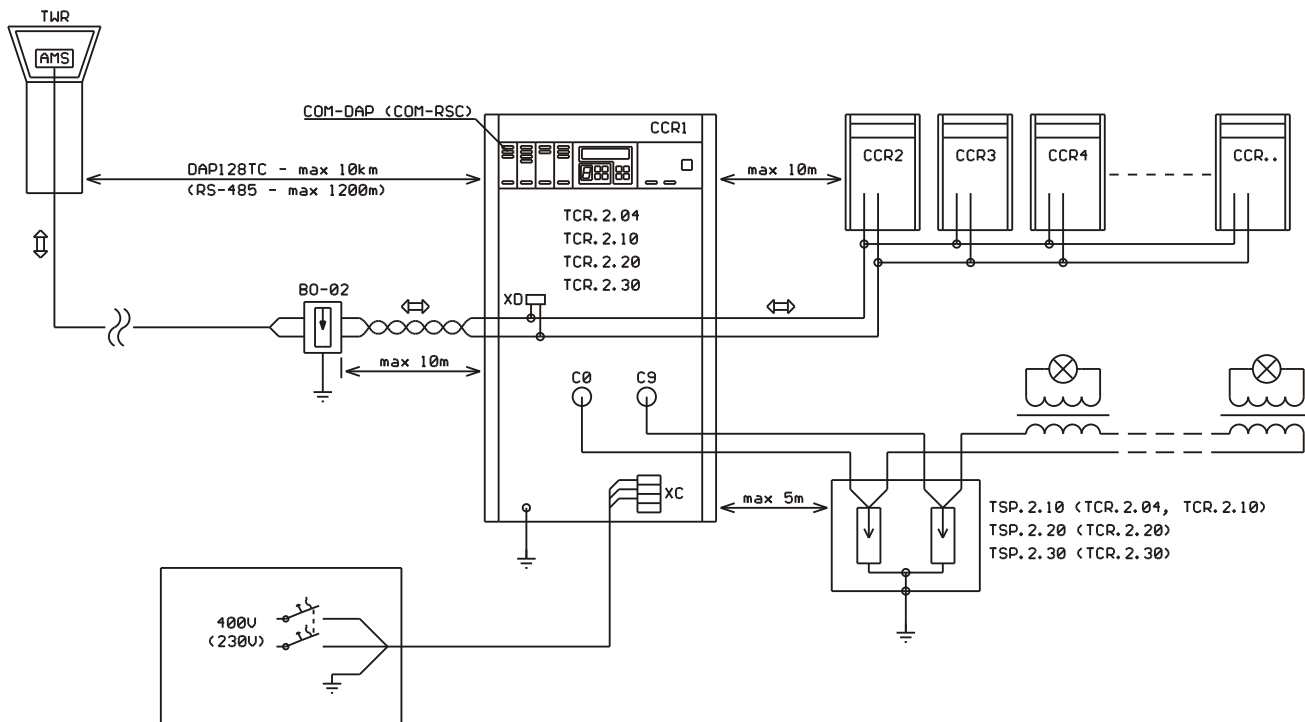 TWR
AMS
COM-DAP (COM-RSC)
CCR1
CCR2
CCR3
CCR4
CCR..
DAP128TC - max 10km
(RS-485 - max 1200m)
max 10m
TCR.2.04
TCR.2.10
TCR.2.20
TCR.2.30
BO-02
XD
max 10m
C0
C9
XC
max 5m
TSP.2.10 (TCR.2.04, TCR.2.10)
TSP.2.20 (TCR.2.20)
TSP.2.30 (TCR.2.30)
400V
(230V)